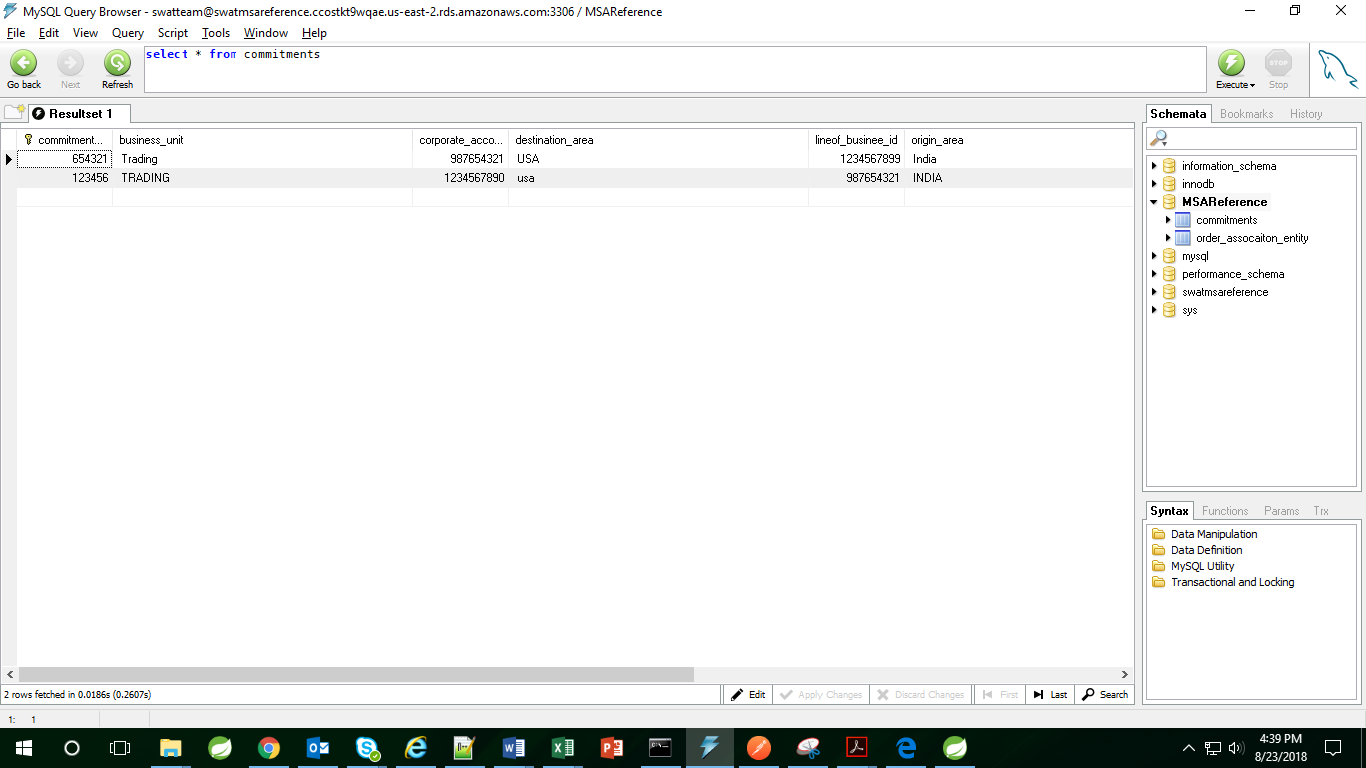 MySQL Query Browser - swatteam@swatmsareference.ccostkt9wqae.us-east-2.rds.amazonaws.com:3306 / MSAReference
File Edit View Query Script Tools Window Help
select * from commitments
Go back Next Refresh Execute STOP Stop
Resultset 1
commitment... business_unit corporate_acco... destination_area lineof_businee_id origin_area
654321 Trading 987654321 USA 1234567899 India
123456 TRADING 1234567890 usa 987654321 INDIA
Schemata Bookmarks History
information_schema
innodb
MSAReference
commitments
order_assocaiton_entity
mysql
performance_schema
swatmsareference
sys
Syntax Functions Params Trx
Data Manipulation
Data Definition
MySQL Utility
Transactional and Locking
2 rows fetched in 0.0186s (0.2607s) Edit Apply Changes Discard Changes First Last Search
1: 1
4:39 PM
8/23/2018